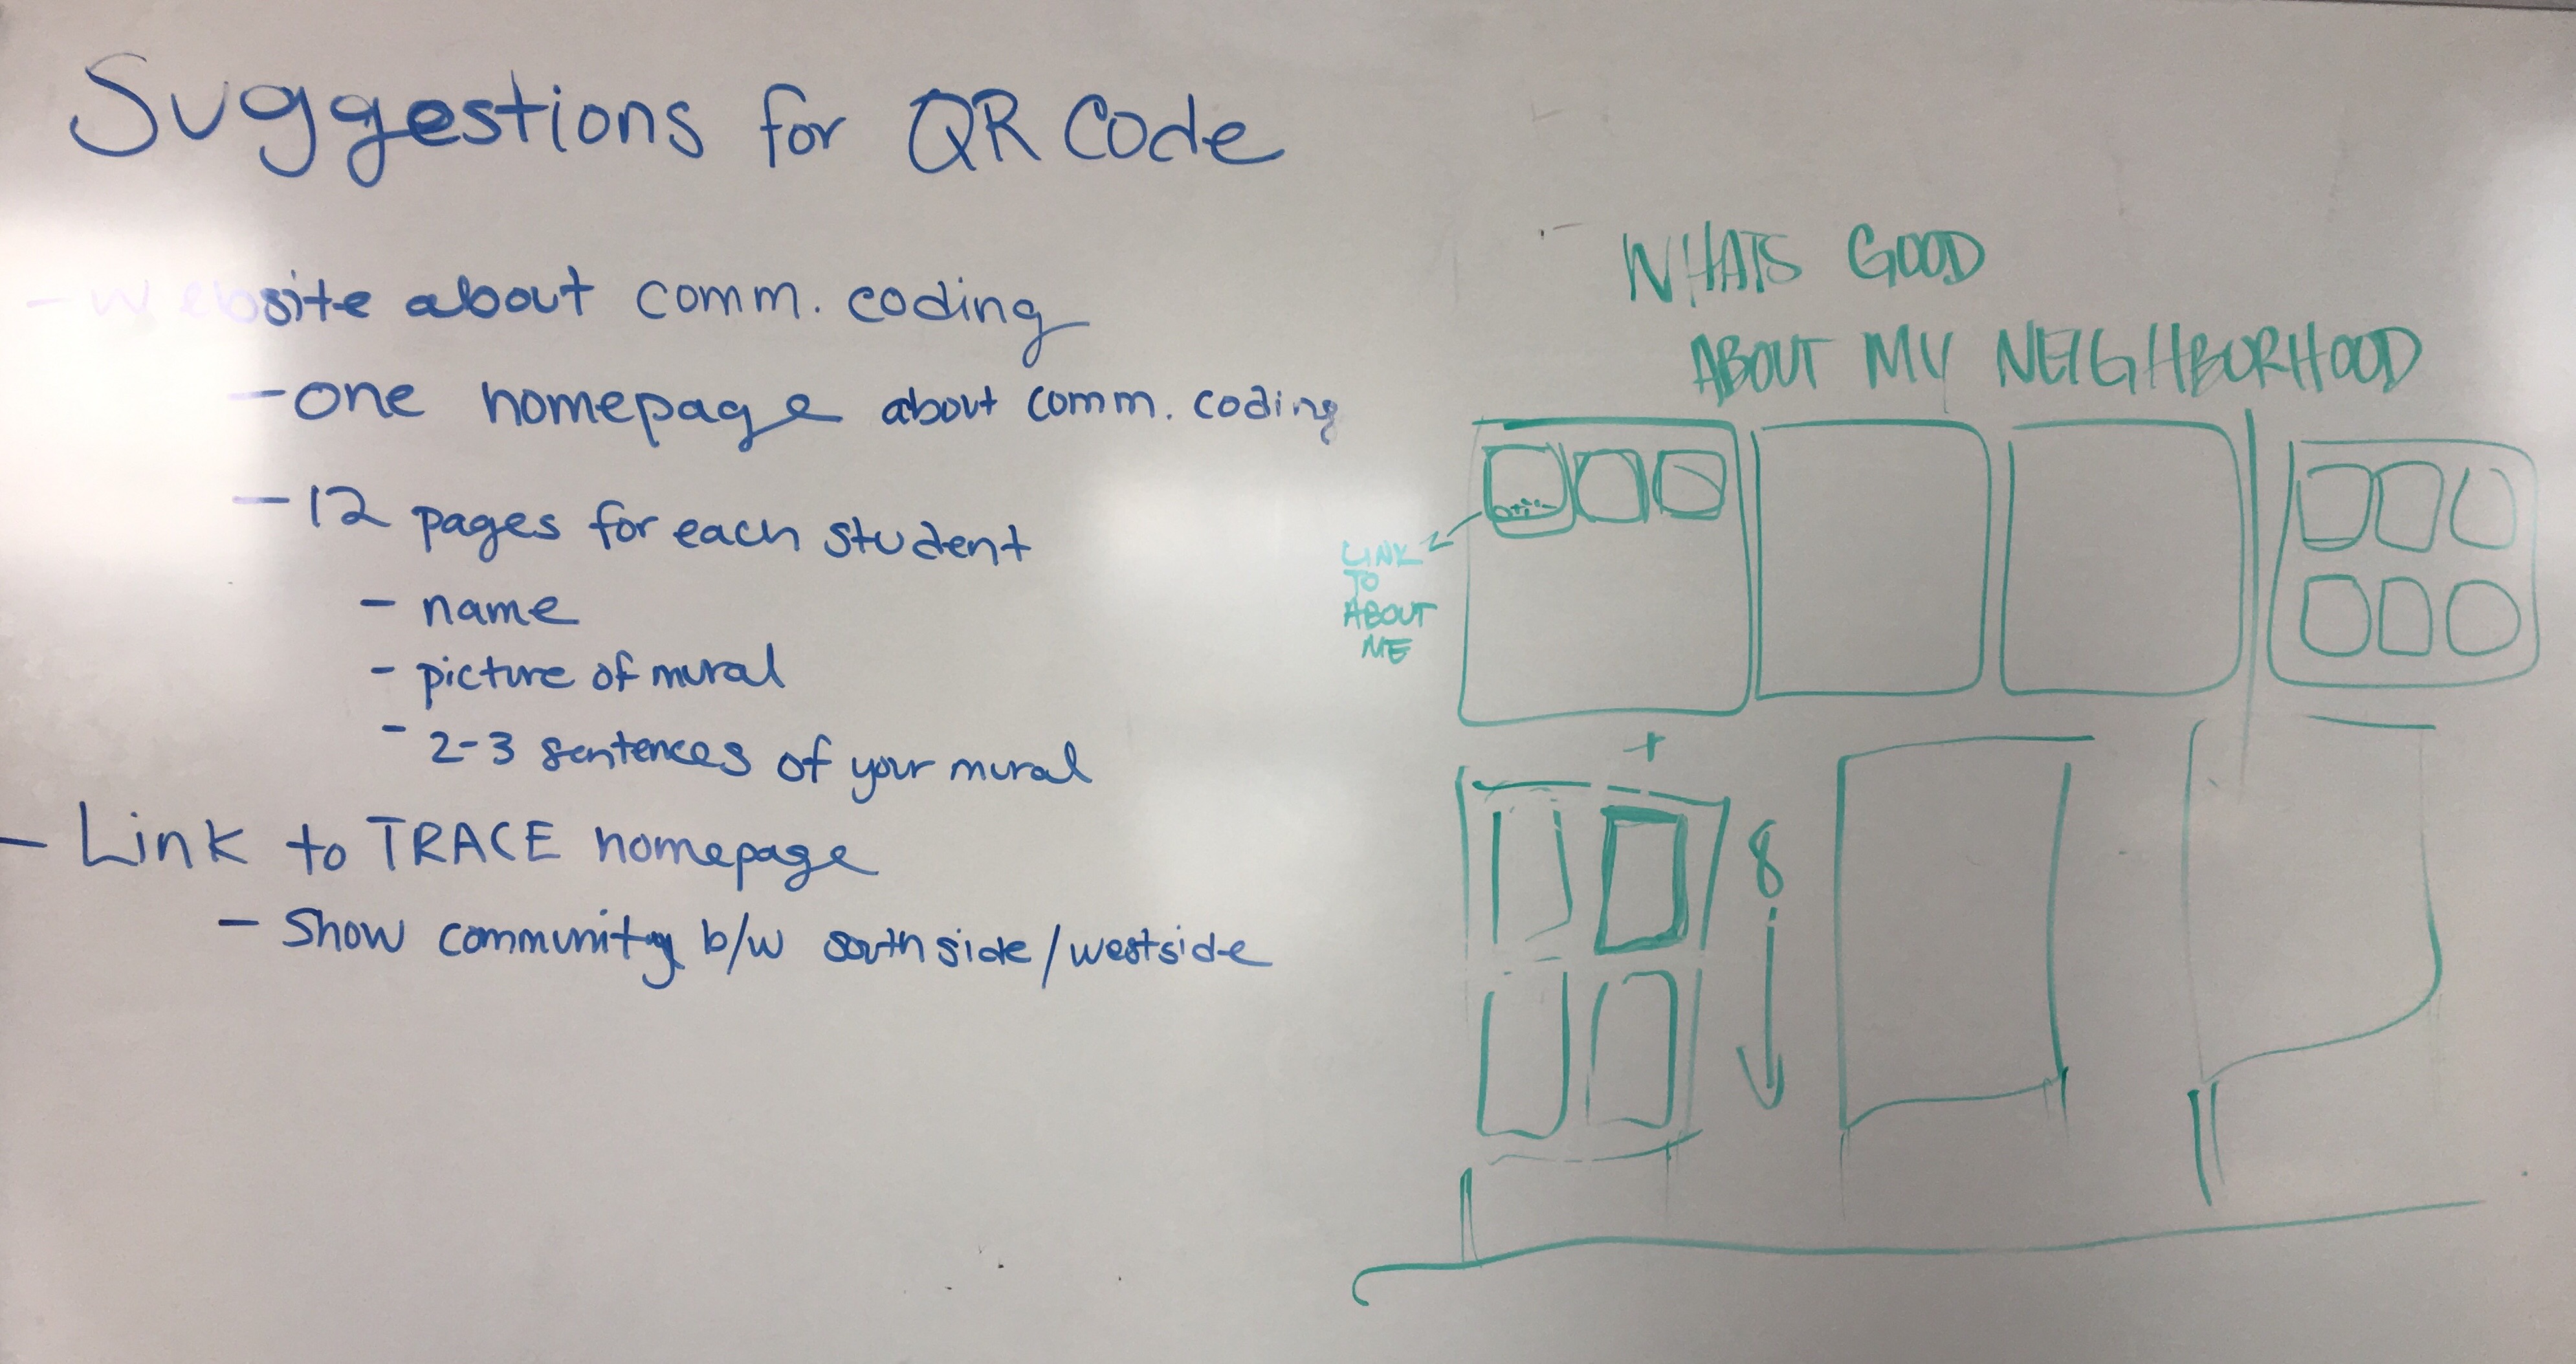 Suggestions for QR Code
- Website about comm. coding
- one homepage about comm. coding
- 12 pages for each student
- name
- picture of mural
- 2-3 sentences of your mural
- Link to TRACE homepage
- Show community b/w southside/westside
WHATS GOOD
ABOUT MY NEIGHBORHOOD
LINK
TO
ABOUT
ME
+
8